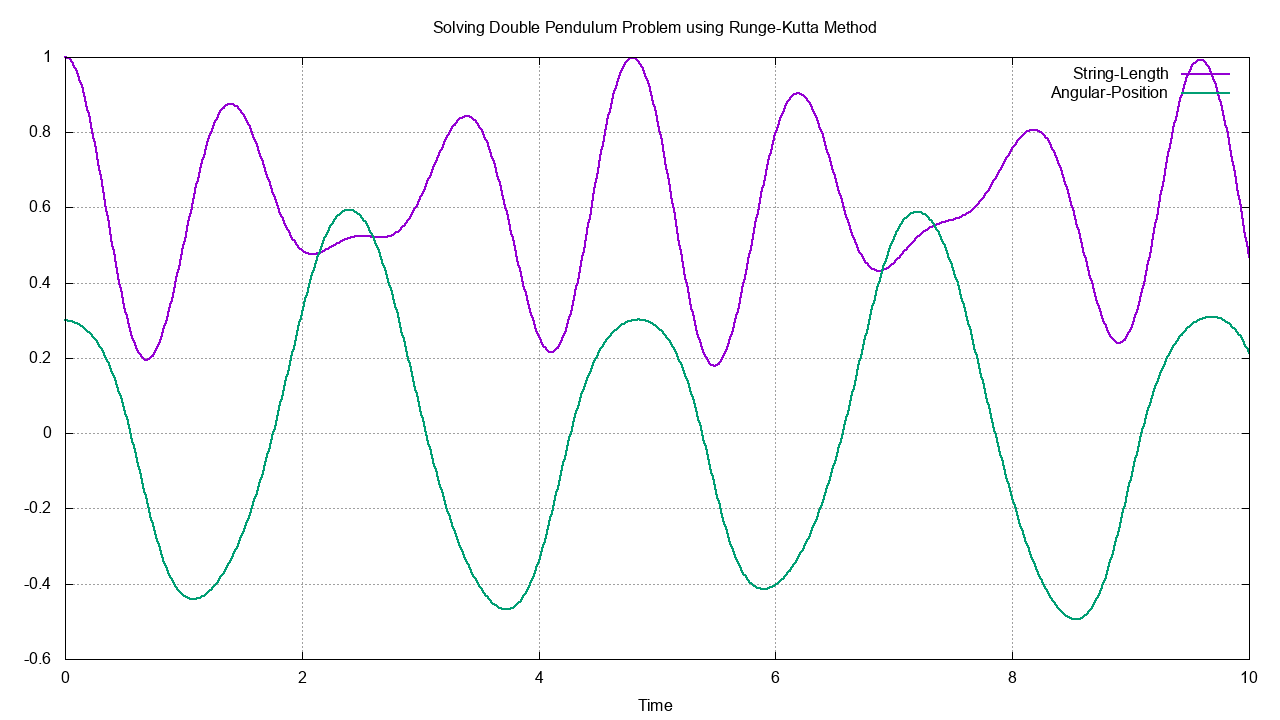 Solving Double Pendulum Problem using Runge-Kutta Method
String-Length
Angular-Position
1
0.8
0.6
0.4
0.2
0
-0.2
-0.4
-0.6
0 2 4 6 8 10
Time